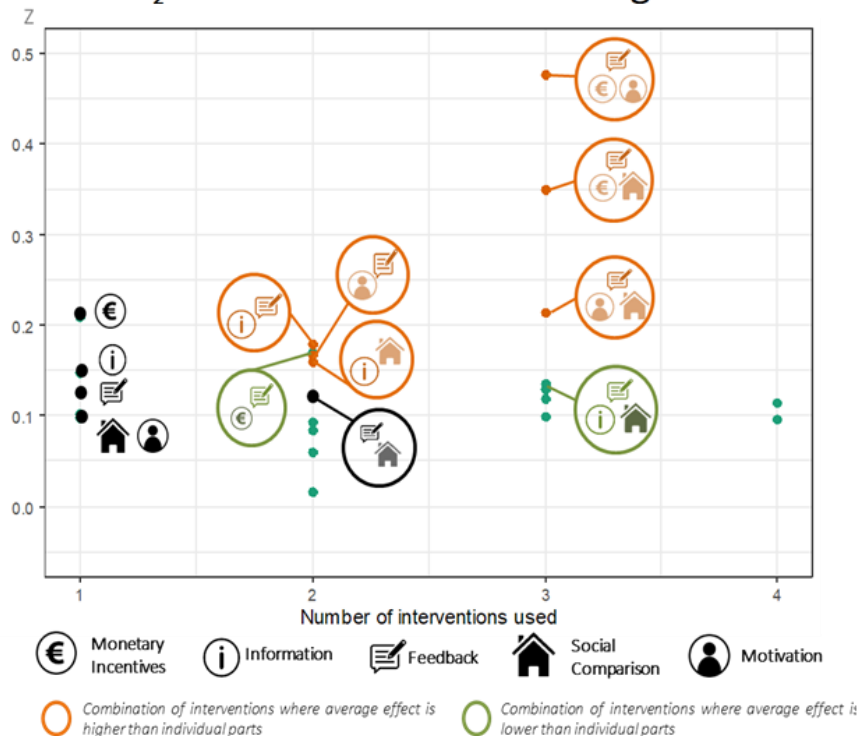 Z
0.5
0.4
0.3
0.2
0.1
0.0
€
i
€
i
i
€
€
€
i
1 2 3 4
Number of interventions used
€ Monetary Incentives
i Information
Feedback
Social Comparison
Motivation
Combination of interventions where average effect is
higher than individual parts
Combination of interventions where average effect is
lower than individual parts